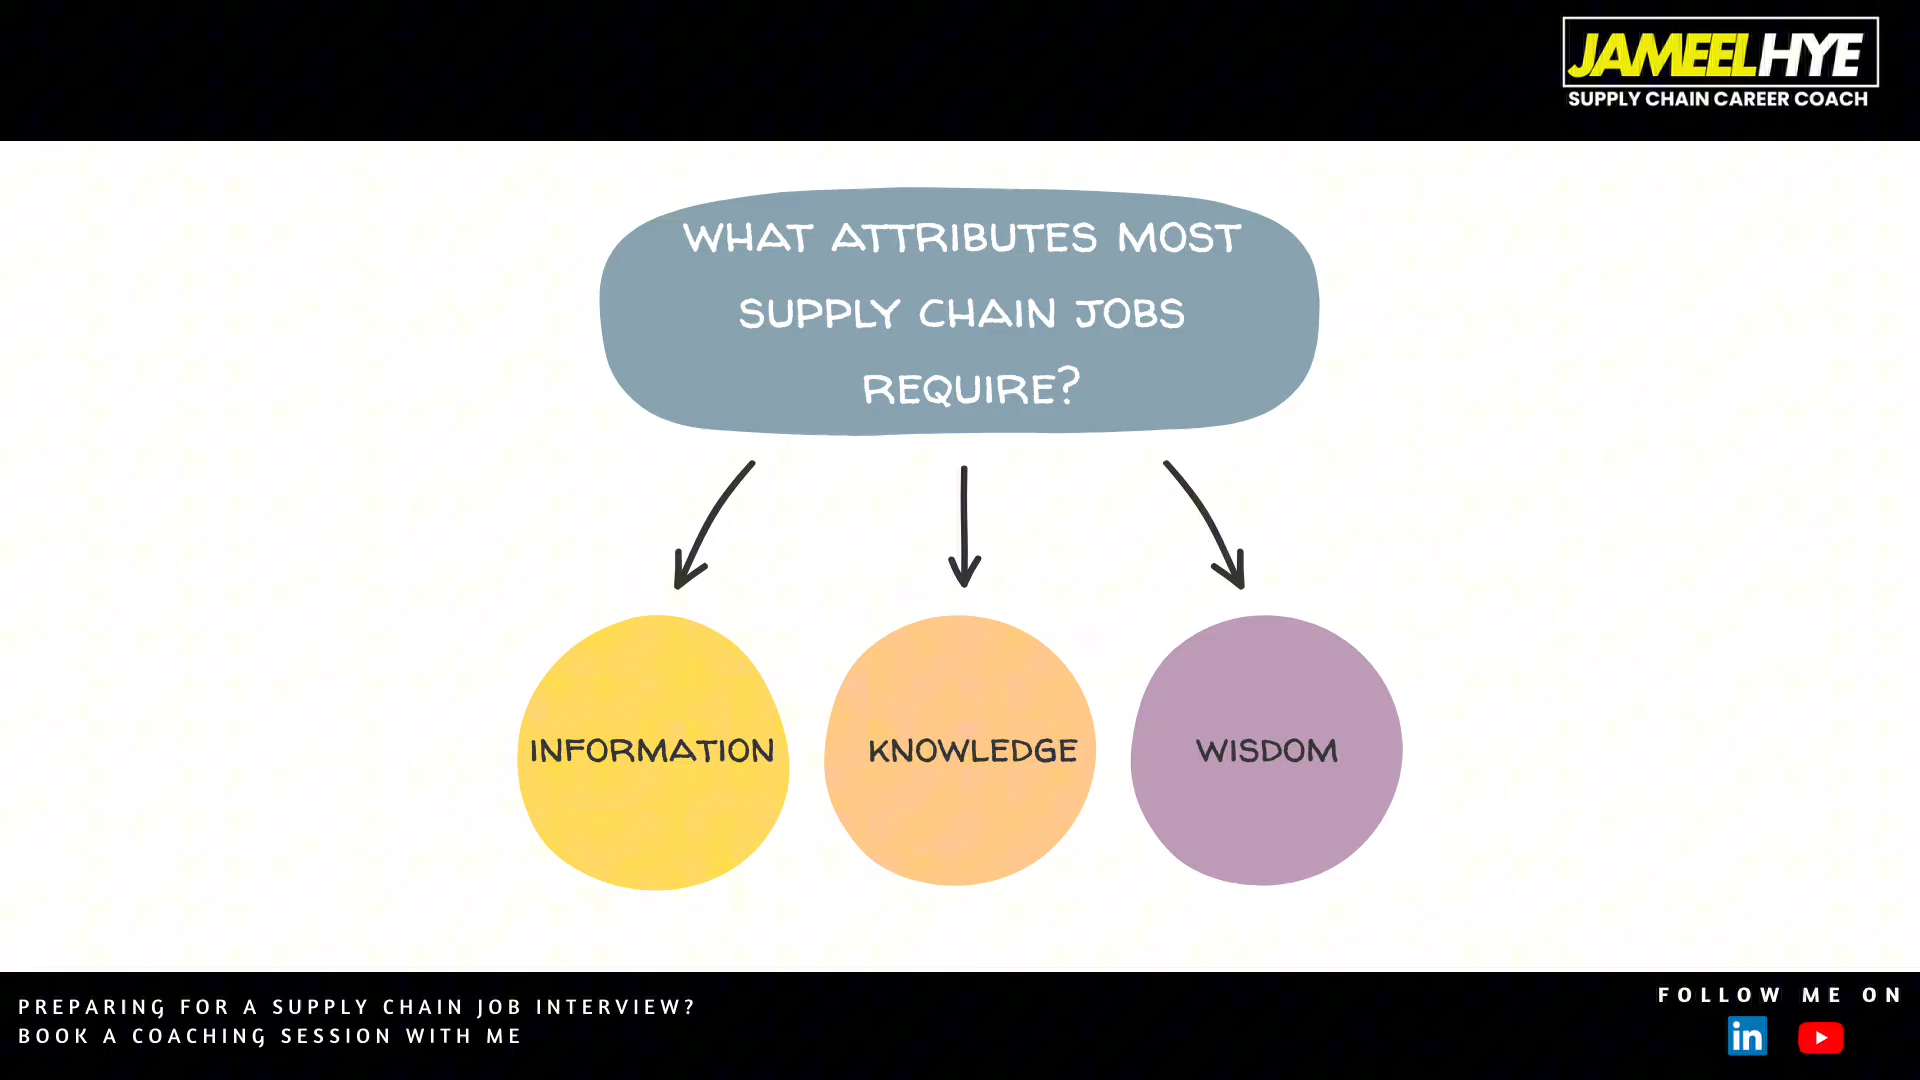 JAMEELHYE
SUPPLY CHAIN CAREER COACH
WHAT ATTRIBUTES MOST
SUPPLY CHAIN JOBS
REQUIRE?
INFORMATION
KNOWLEDGE
WISDOM
PREPARING FOR A SUPPLY CHAIN JOB INTERVIEW?
BOOK A COACHING SESSION WITH ME
FOLLOW ME ON
in